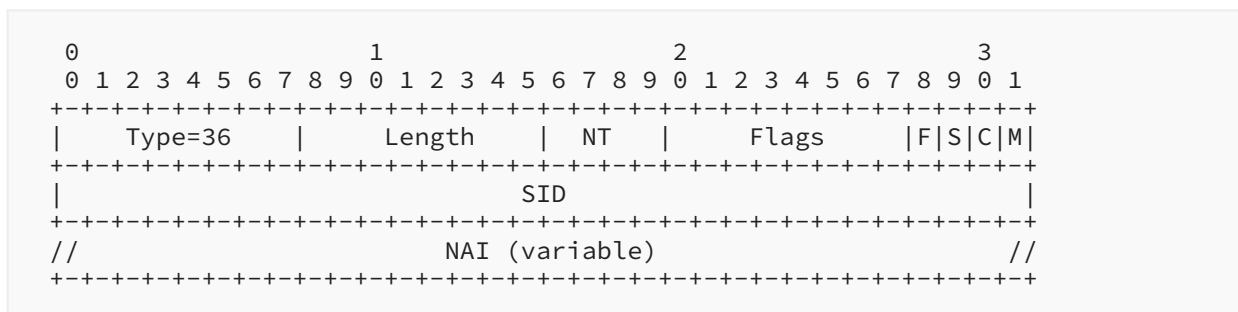 0                   1                   2                   3
 0 1 2 3 4 5 6 7 8 9 0 1 2 3 4 5 6 7 8 9 0 1 2 3 4 5 6 7 8 9 0 1
+-+-+-+-+-+-+-+-+-+-+-+-+-+-+-+-+-+-+-+-+-+-+-+-+-+-+-+-+-+-+-+-+
|    Type=36    |     Length    |  NT   |     Flags     |F|S|C|M|
+-+-+-+-+-+-+-+-+-+-+-+-+-+-+-+-+-+-+-+-+-+-+-+-+-+-+-+-+-+-+-+-+
|                              SID                              |
+-+-+-+-+-+-+-+-+-+-+-+-+-+-+-+-+-+-+-+-+-+-+-+-+-+-+-+-+-+-+-+-+
//                        NAI (variable)                       //
+-+-+-+-+-+-+-+-+-+-+-+-+-+-+-+-+-+-+-+-+-+-+-+-+-+-+-+-+-+-+-+-+